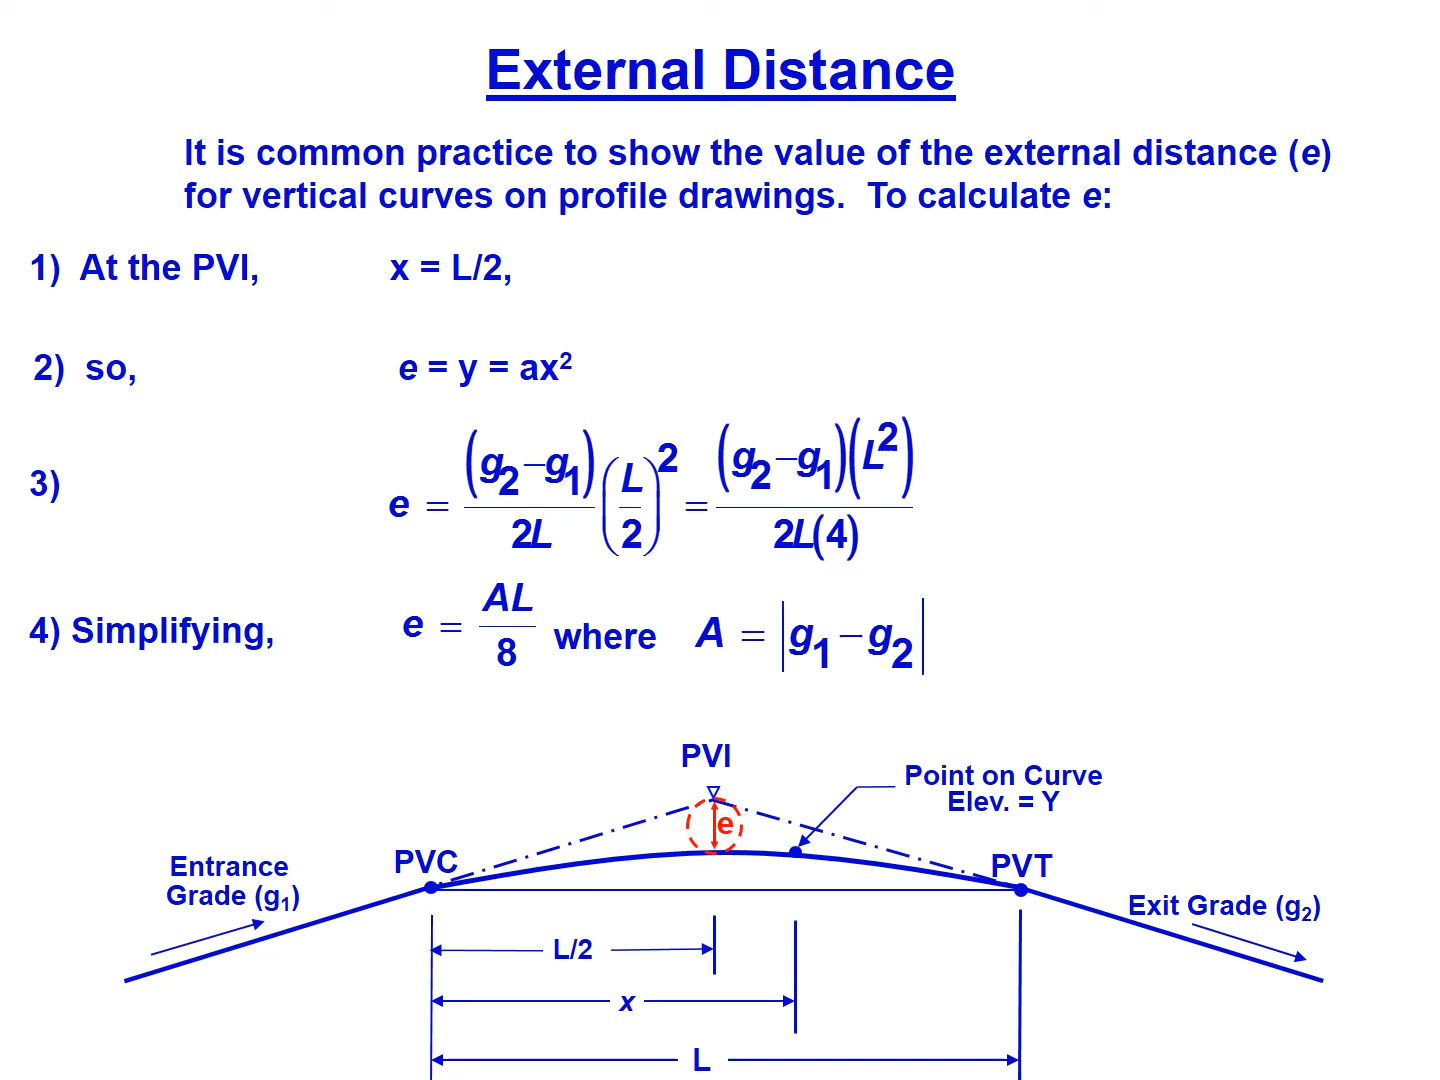 External Distance
It is common practice to show the value of the external distance (e)
for vertical curves on profile drawings.  To calculate e:
1)  At the PVI, x = L/2,
2)  so, e = y = ax²
3) e = (g₂ − g₁)/2L (L/2)² = (g₂ − g₁)(L²)/2L(4)
4) Simplifying, e = AL/8 where A = |g₁ − g₂|
PVI
Point on Curve
Elev. = Y
e
PVC
PVT
Entrance
Grade (g₁)
Exit Grade (g₂)
L/2
x
L